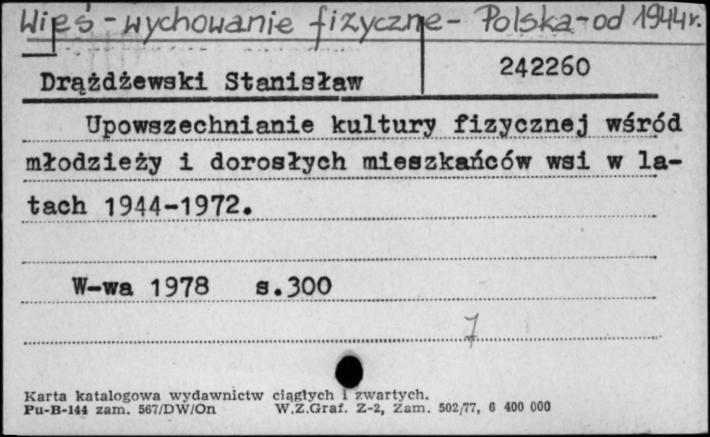 Wieś - wychowanie fizyczne - Polska - od 1944 r.
242260
Drążdżewski Stanisław
Upowszechnianie kultury fizycznej wśród
młodzieży i dorosłych mieszkańców wsi w la-
tach 1944-1972.
W-wa 1978 s.300
7
Karta katalogowa wydawnictw ciągłych i zwartych.
Pu-B-144 zam. 567/DW/On W.Z.Graf. Z-2, Zam. 502/77, 6 400 000